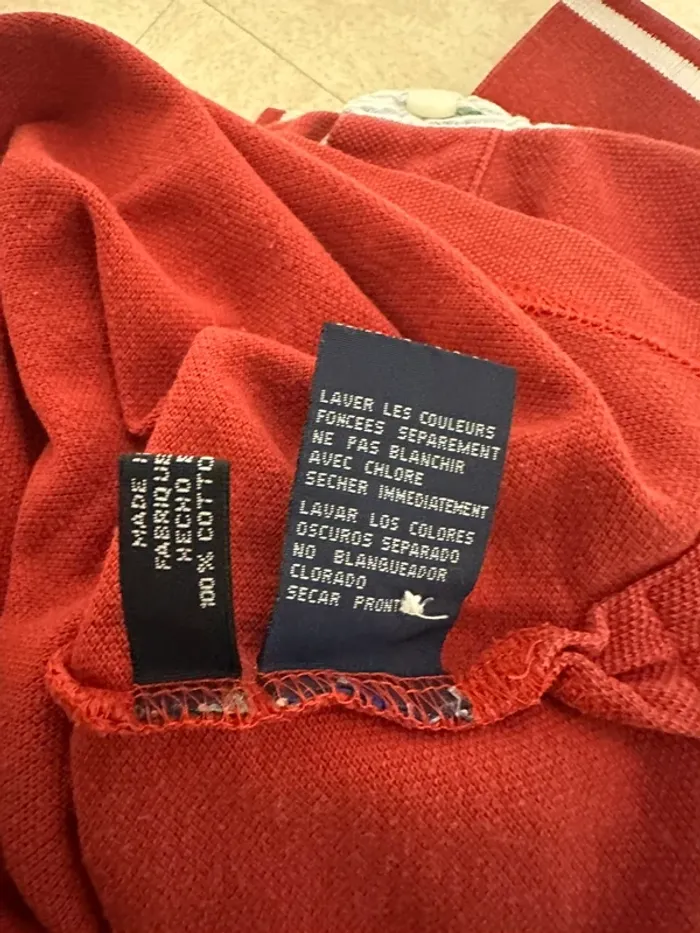 MADE
FABRIQUE
HECHO
100% COTTO
LAVER LES COULEURS
FONCEES SEPAREMENT
NE PAS BLANCHIR
AVEC CHLORE
SECHER IMMEDIATEMENT
LAVAR LOS COLORES
OSCUROS SEPARADO
NO BLANQUEADOR
CLORADO
SECAR PRONT